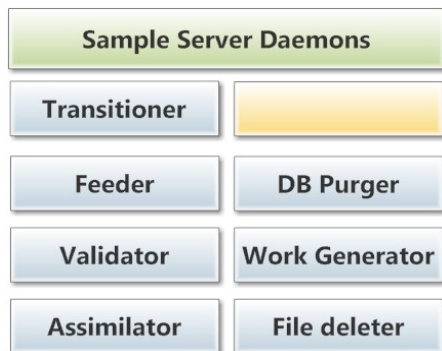 Sample Server Daemons
Transitioner
Feeder
DB Purger
Validator
Work Generator
Assimilator
File deleter